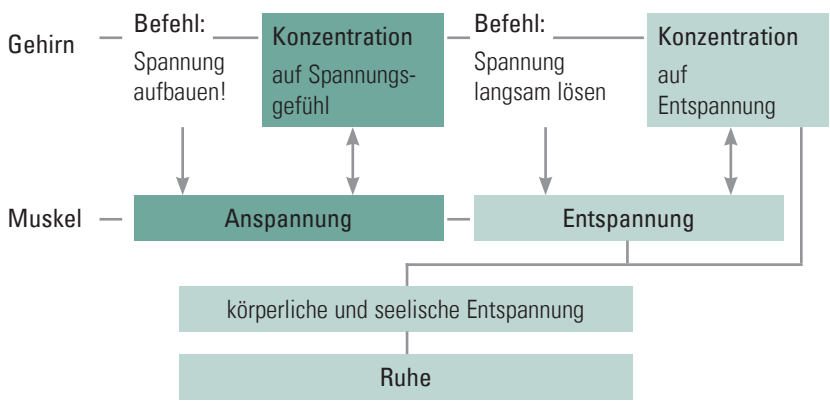 Gehirn
Befehl:
Spannung
aufbauen!
Konzentration
auf Spannungs-
gefühl
Befehl:
Spannung
langsam lösen
Konzentration
auf
Entspannung
Muskel
Anspannung
Entspannung
körperliche und seelische Entspannung
Ruhe